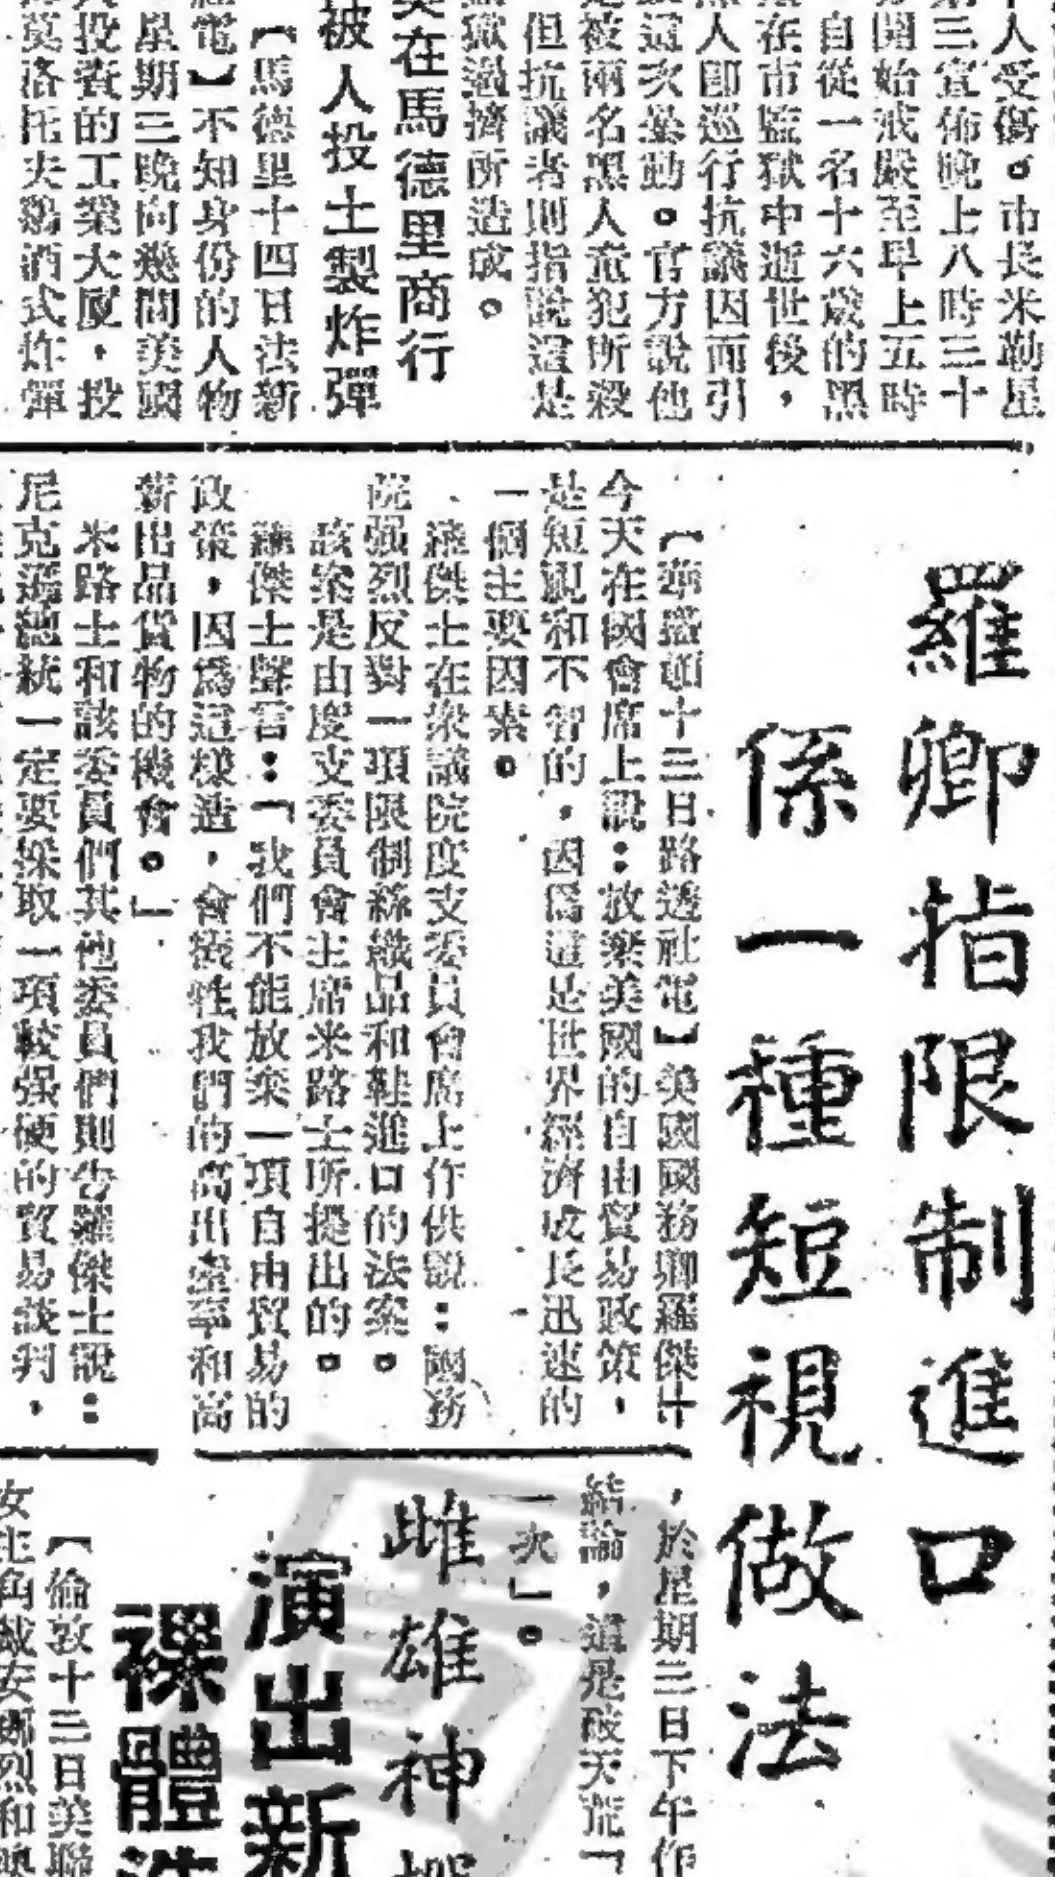 人受傷。市長米勒星
三宣佈晚上八時三十
開始戒嚴至早上五時
自從一名十六歲的黑
在市監獄中逝世後，
人卽巡行抗議因而引
這次暴動。官方說他
被兩名黑人童犯所殺
但抗議者則指說這是
獄過擠所造成。
在馬德里商行
被人投土製炸彈
【馬德里十四日法新
電】不知身份的人物
星期三晚向幾間美國
投資的工業大廈，投
莫洛托夫鷄酒式炸彈
羅卿指限制進口
係一種短視做法
【華盛頓十三日路透社電】美國國務卿羅傑士
今天在國會席上說：放棄美國的自由貿易政策，
是短視和不智的，因爲這是世界經濟成長迅速的
一個主要因素。
羅傑士在衆議院度支委員會席上作供說：國務
院强烈反對一項限制絲織品和鞋進口的法案。
該案是由度支委員會主席米路士所提出的。
羅傑士聲言：「我們不能放棄一項自由貿易的
政策，因爲這樣造，會犧牲我們的高出產率和高
薪出品貨物的機會。」
米路士和該委員們其他委員們則告羅傑士說：
尼克遜總統一定要採取一項較强硬的貿易談判，
，於星期三日下午作
結論，這是破天荒「
一次」。
雌雄神
演出新
裸體
【倫敦十三日美聯
女主角戲安娜烈和